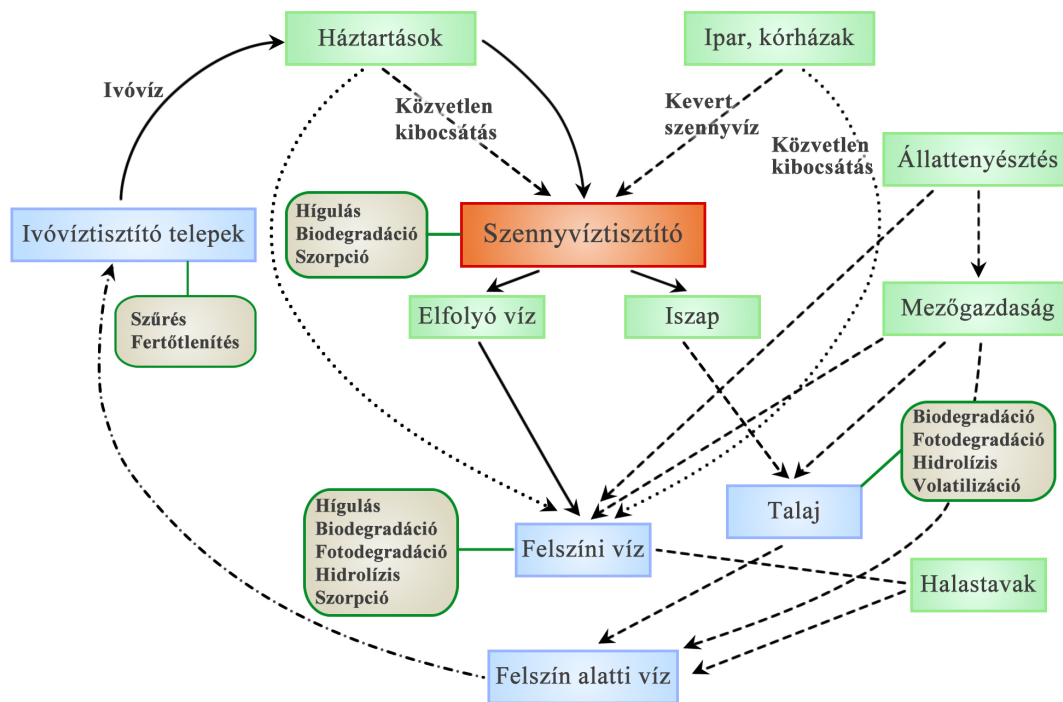 Háztartások
Ipar, kórházak
Ivóvíz
Közvetlen
kibocsátás
Kevert
szennyvíz
Közvetlen
kibocsátás
Állattenyésztés
Ivóvíztisztító telepek
Hígulás
Biodegradáció
Szorpció
Szennyvíztisztító
Szűrés
Fertőtlenítés
Elfolyó víz
Iszap
Mezőgazdaság
Biodegradáció
Fotodegradáció
Hidrolízis
Volatilizáció
Talaj
Hígulás
Biodegradáció
Fotodegradáció
Hidrolízis
Szorpció
Felszíni víz
Halastavak
Felszín alatti víz